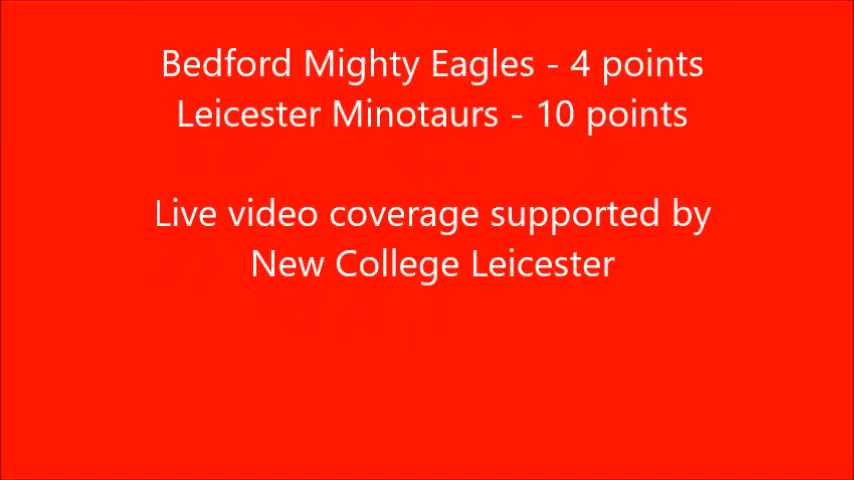 Bedford Mighty Eagles - 4 points
Leicester Minotaurs - 10 points
Live video coverage supported by
New College Leicester